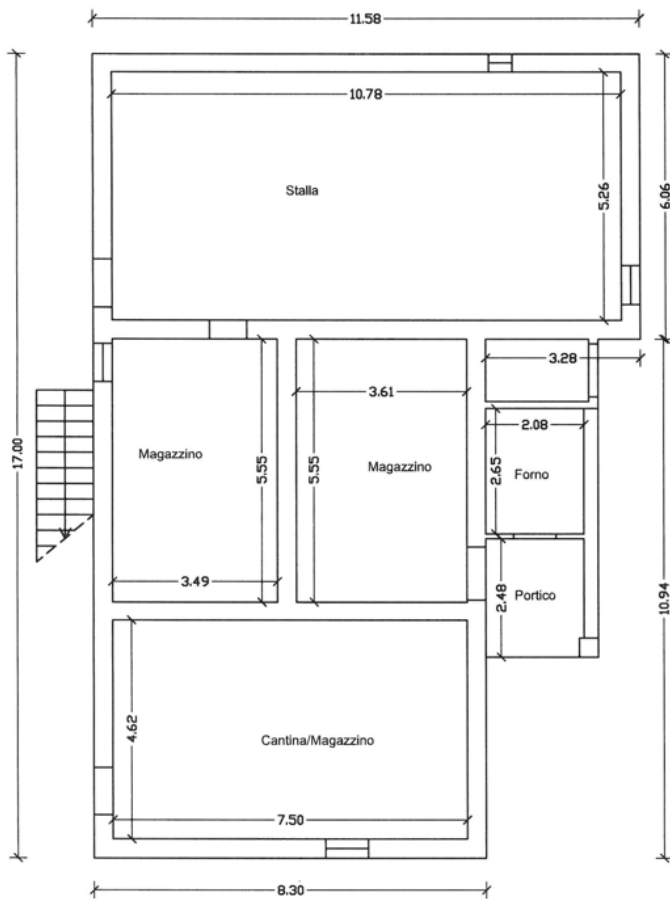 11.58
10.78
Stalla
5.26
6.06
3.28
3.61
2.08
17.00
Magazzino
5.55
5.55
Magazzino
2.65
Forno
3.49
2.48
Portico
10.94
4.62
Cantina/Magazzino
7.50
8.30